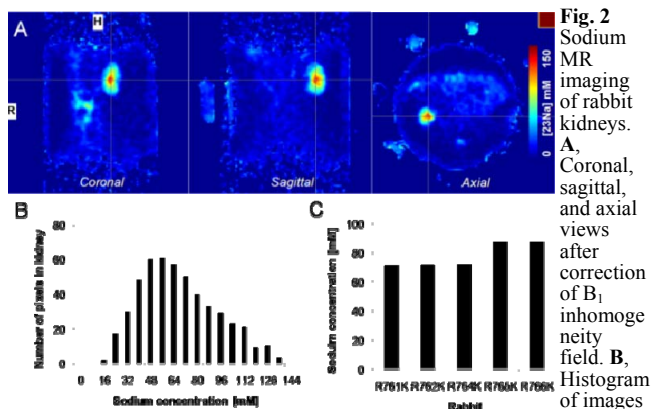 A
H
R
Coronal
Sagittal
Axial
150
[23Na] mM
0
Fig. 2
Sodium
MR
imaging
of rabbit
kidneys.
A,
Coronal,
sagittal,
and axial
views
after
correction
of B₁
inhomoge
neity
field. B,
Histogram
of images
B
Number of pixels in kidney
80
60
40
20
0
16 32 48 64 80 96 112 128 144
Sodium concentration [mM]
C
Sodium concentration [mM]
100
80
60
40
20
0
R761K R762K R764K R765K R766K
Rabbit